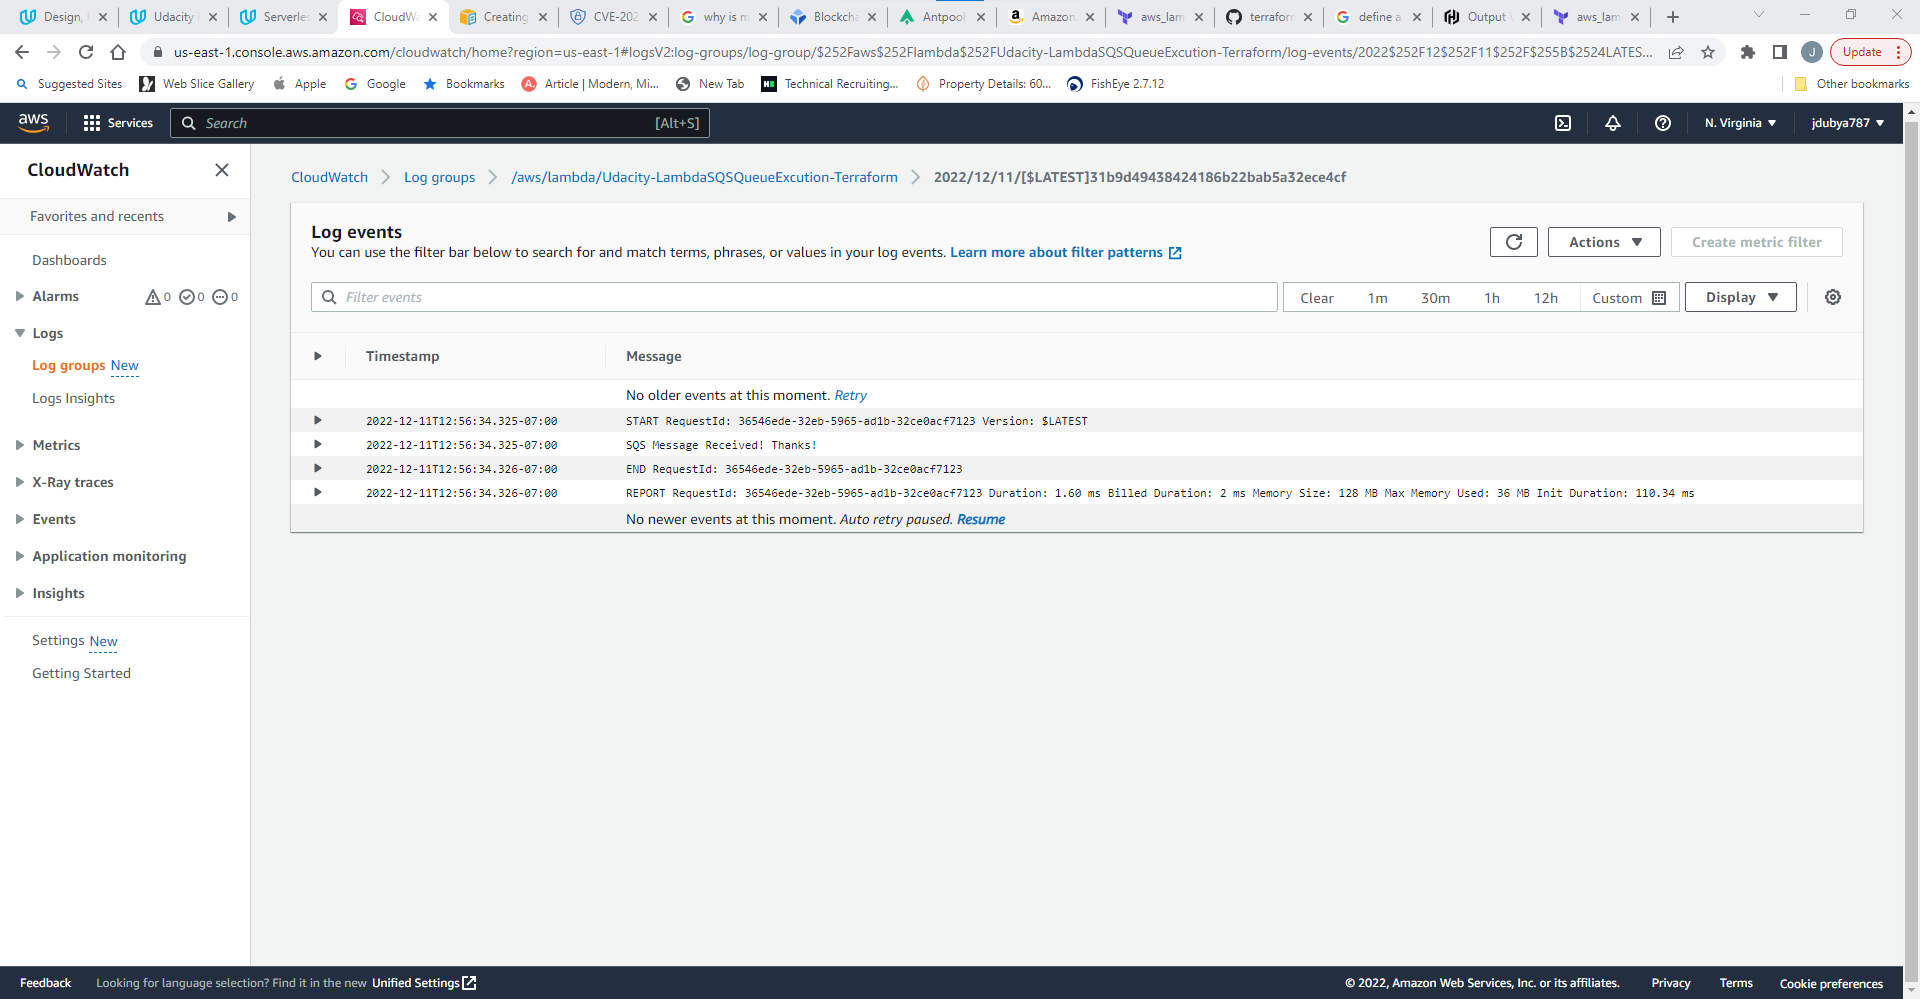 Design,
Udacity
Serverles
CloudWa
Creating
CVE-202
why is m
Blockcha
Antpool
Amazon
aws_lam
terraform
define a
Output
aws_lam
us-east-1.console.aws.amazon.com/cloudwatch/home?region=us-east-1#logsV2:log-groups/log-group/$252Faws$252Flambda$252FUdacity-LambdaSQSQueueExcution-Terraform/log-events/2022$252F12$252F11$252F$255B$2524LATES...
J
Update
Suggested Sites
Web Slice Gallery
Apple
Google
Bookmarks
Article | Modern, Mi...
New Tab
Technical Recruiting...
Property Details: 60...
FishEye 2.7.12
Other bookmarks
aws
Services
Search
[Alt+S]
N. Virginia
jdubya787
CloudWatch
CloudWatch
Log groups
/aws/lambda/Udacity-LambdaSQSQueueExcution-Terraform
2022/12/11/[$LATEST]31b9d49438424186b22bab5a32ece4cf
Favorites and recents
Dashboards
Alarms
0
0
0
Logs
Log groups New
Logs Insights
Metrics
X-Ray traces
Events
Application monitoring
Insights
Settings New
Getting Started
Log events
You can use the filter bar below to search for and match terms, phrases, or values in your log events. Learn more about filter patterns
Actions
Create metric filter
Filter events
Clear
1m
30m
1h
12h
Custom
Display
Timestamp
Message
No older events at this moment. Retry
2022-12-11T12:56:34.325-07:00
START RequestId: 36546ede-32eb-5965-ad1b-32ce0acf7123 Version: $LATEST
2022-12-11T12:56:34.325-07:00
SQS Message Received! Thanks!
2022-12-11T12:56:34.326-07:00
END RequestId: 36546ede-32eb-5965-ad1b-32ce0acf7123
2022-12-11T12:56:34.326-07:00
REPORT RequestId: 36546ede-32eb-5965-ad1b-32ce0acf7123 Duration: 1.60 ms Billed Duration: 2 ms Memory Size: 128 MB Max Memory Used: 36 MB Init Duration: 110.34 ms
No newer events at this moment. Auto retry paused. Resume
Feedback
Looking for language selection? Find it in the new Unified Settings
© 2022, Amazon Web Services, Inc. or its affiliates.
Privacy
Terms
Cookie preferences